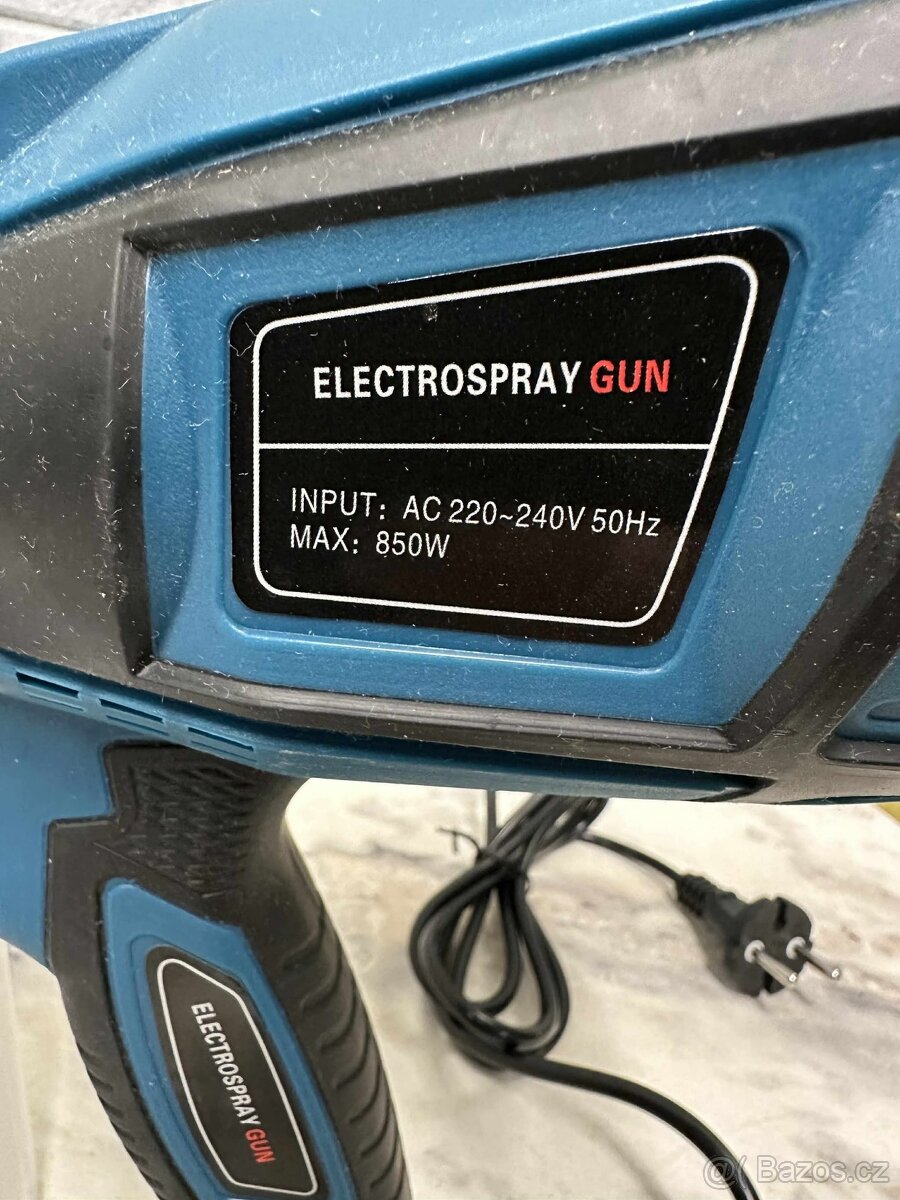 ELECTROSPRAY GUN
INPUT: AC 220~240V 50Hz
MAX: 850W
ELECTROSPRAY GUN
@( Bazos.cz